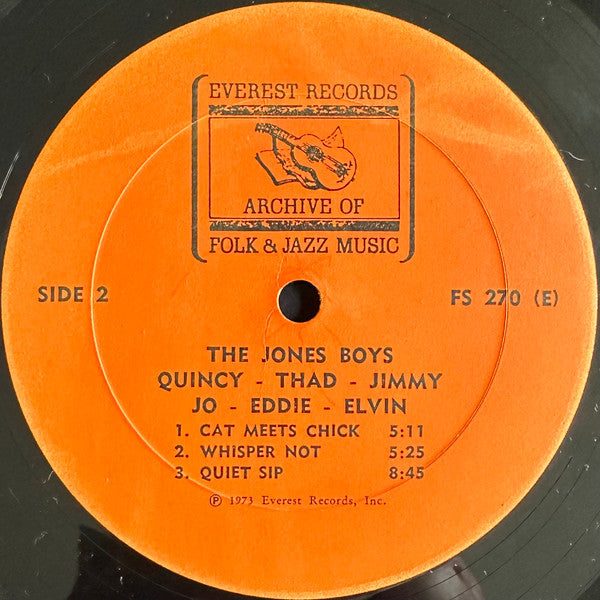 EVEREST RECORDS
ARCHIVE OF
FOLK & JAZZ MUSIC
SIDE 2
FS 270 (E)
THE JONES BOYS
QUINCY - THAD - JIMMY
JO - EDDIE - ELVIN
1. CAT MEETS CHICK 5:11
2. WHISPER NOT 5:25
3. QUIET SIP 8:45
℗ 1973 Everest Records, Inc.